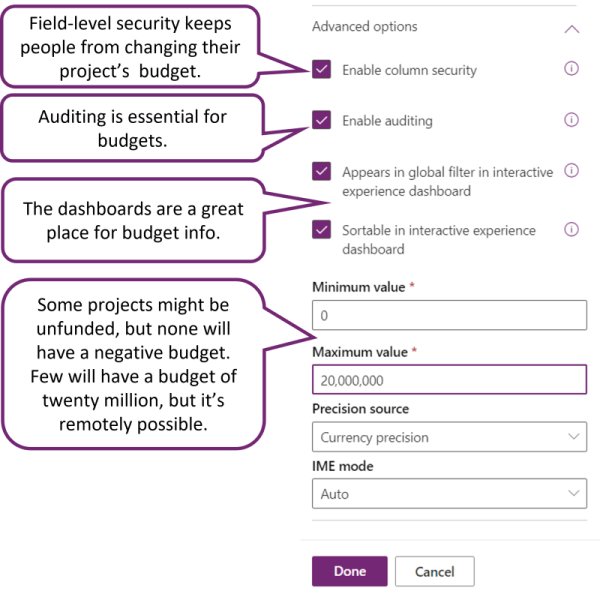 Field-level security keeps
people from changing their
project's budget.
Auditing is essential for
budgets.
The dashboards are a great
place for budget info.
Some projects might be
unfunded, but none will
have a negative budget.
Few will have a budget of
twenty million, but it's
remotely possible.
Advanced options
Enable column security
Enable auditing
Appears in global filter in interactive
experience dashboard
Sortable in interactive experience
dashboard
Minimum value *
0
Maximum value *
20,000,000
Precision source
Currency precision
IME mode
Auto
Done
Cancel